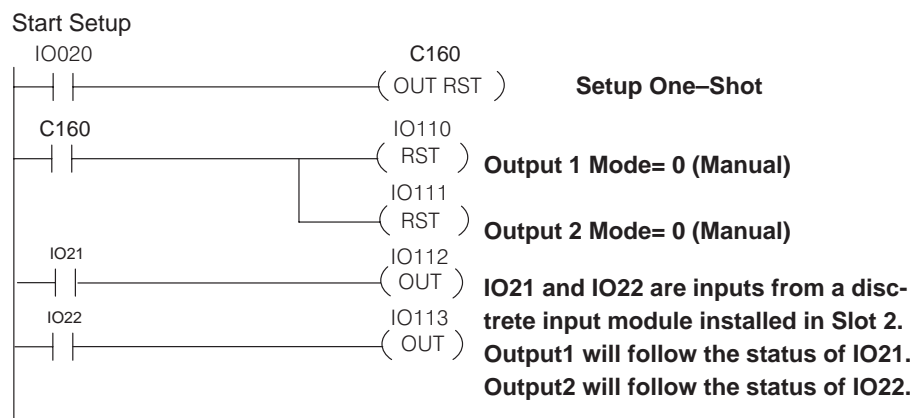 Start Setup
IO020 C160
OUT RST Setup One–Shot
C160 IO110
RST Output 1 Mode= 0 (Manual)
IO111
RST Output 2 Mode= 0 (Manual)
IO21 IO112
OUT IO21 and IO22 are inputs from a disc-
IO22 IO113 trete input module installed in Slot 2.
OUT Output1 will follow the status of IO21.
Output2 will follow the status of IO22.